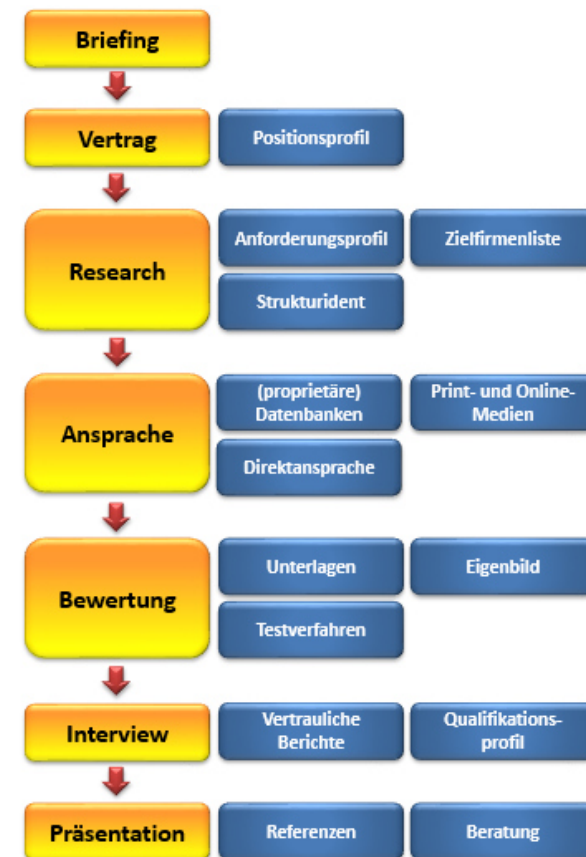 Briefing
Vertrag
Positionsprofil
Research
Anforderungsprofil
Zielfirmenliste
Strukturident
Ansprache
(proprietäre)
Datenbanken
Print- und Online-
Medien
Direktansprache
Bewertung
Unterlagen
Eigenbild
Testverfahren
Interview
Vertrauliche
Berichte
Qualifikations-
profil
Präsentation
Referenzen
Beratung